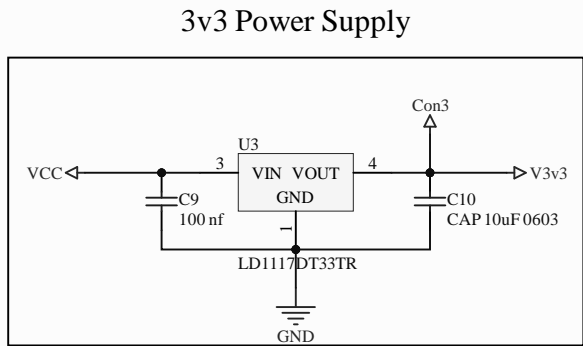 3v3 Power Supply
Con3
U3
VCC
3
VIN VOUT
4
V3v3
GND
C9
100 nf
C10
CAP 10uF 0603
1
LD1117DT33TR
GND